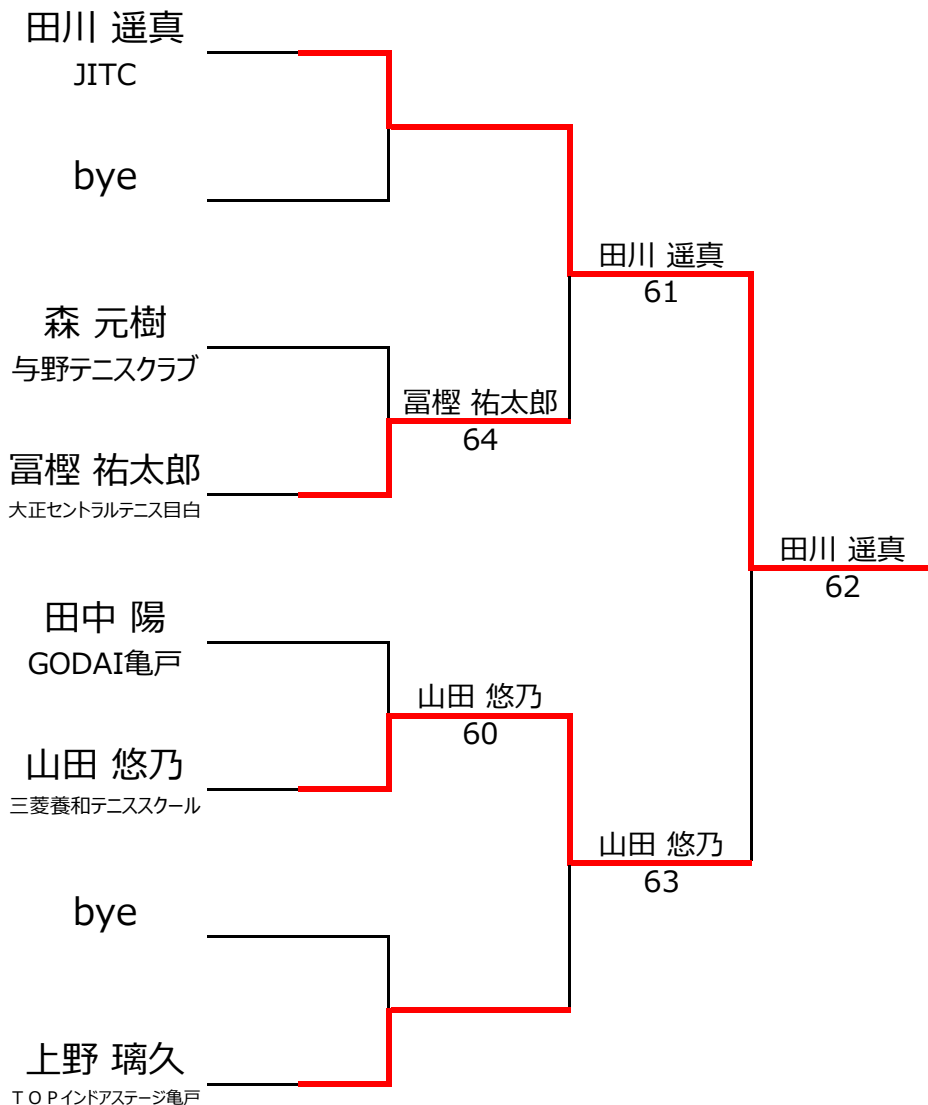 田川 遥真
JITC
bye
森 元樹
与野テニスクラブ
冨樫 祐太郎
大正セントラルテニス目白
田中 陽
GODAI亀戸
山田 悠乃
三菱養和テニススクール
bye
上野 璃久
ＴＯＰインドアステージ亀戸
冨樫 祐太郎
64
山田 悠乃
60
田川 遥真
61
山田 悠乃
63
田川 遥真
62